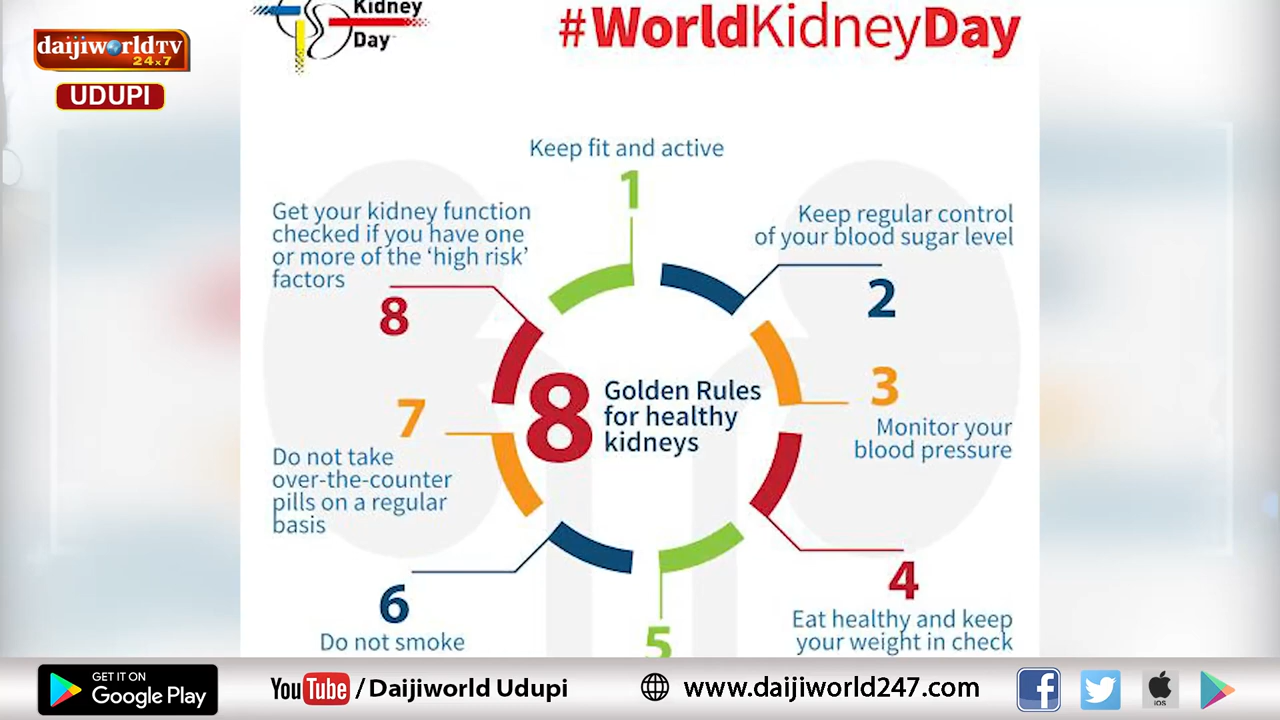 Kidney
Day
#WorldKidneyDay
daijiworldTV
24x7
UDUPI
Keep fit and active
1
Get your kidney function
checked if you have one
or more of the ‘high risk’
factors
8
Keep regular control
of your blood sugar level
2
8
Golden Rules
for healthy
kidneys
3
Monitor your
blood pressure
7
Do not take
over-the-counter
pills on a regular
basis
4
Eat healthy and keep
your weight in check
6
Do not smoke
5
GET IT ON
Google Play
YouTube /Daijiworld Udupi
www.daijiworld247.com
f
iOS